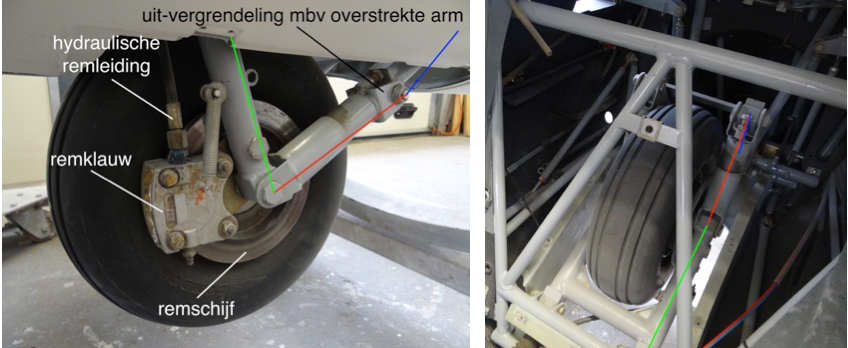 uit-vergrendeling mbv overstrekte arm
hydraulische
remleiding
remklauw
remschijf